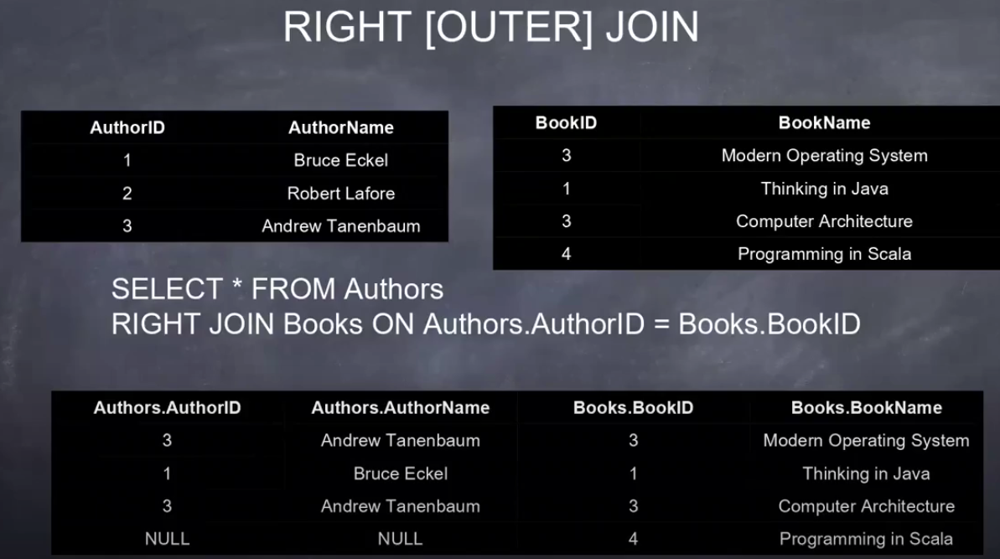 RIGHT [OUTER] JOIN
AuthorID AuthorName
1 Bruce Eckel
2 Robert Lafore
3 Andrew Tanenbaum
BookID BookName
3 Modern Operating System
1 Thinking in Java
3 Computer Architecture
4 Programming in Scala
SELECT * FROM Authors
RIGHT JOIN Books ON Authors.AuthorID = Books.BookID
Authors.AuthorID Authors.AuthorName Books.BookID Books.BookName
3 Andrew Tanenbaum 3 Modern Operating System
1 Bruce Eckel 1 Thinking in Java
3 Andrew Tanenbaum 3 Computer Architecture
NULL NULL 4 Programming in Scala